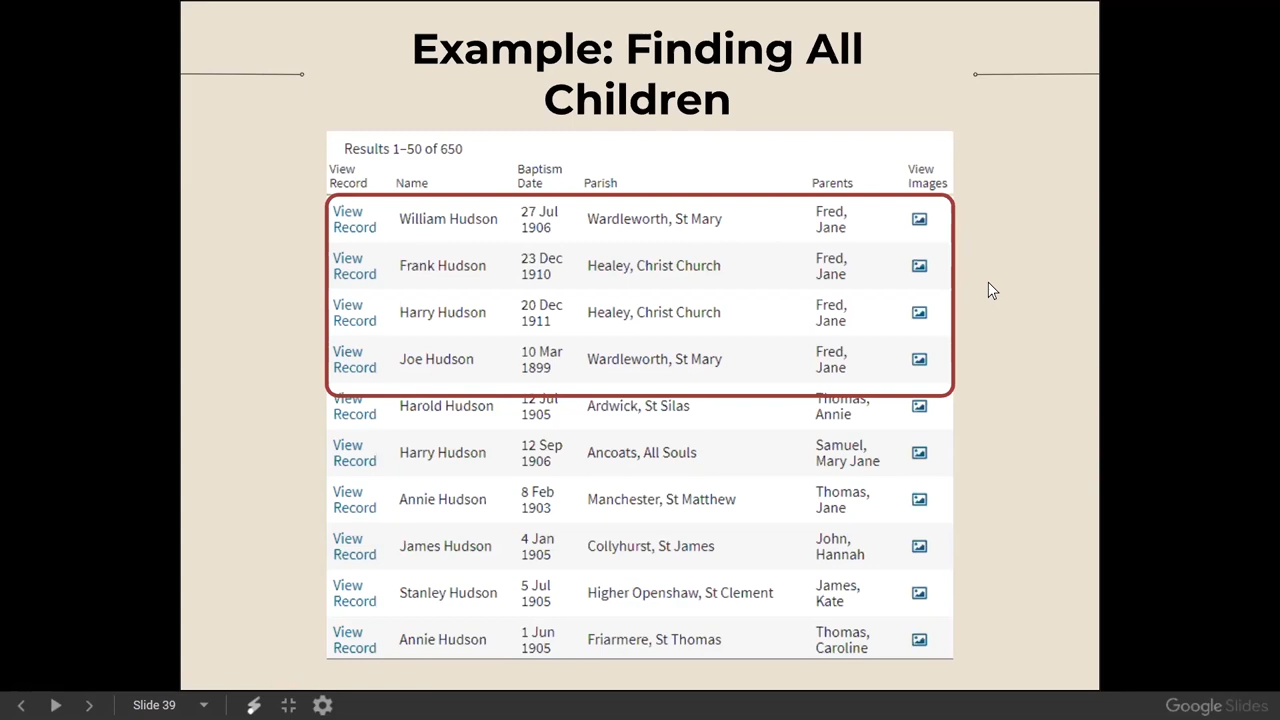 Example: Finding All
Children
Results 1–50 of 650
View
Record
Name
Baptism
Date
Parish
Parents
View
Images
View
Record
William Hudson
27 Jul
1906
Wardleworth, St Mary
Fred,
Jane
View
Record
Frank Hudson
23 Dec
1910
Healey, Christ Church
Fred,
Jane
View
Record
Harry Hudson
20 Dec
1911
Healey, Christ Church
Fred,
Jane
View
Record
Joe Hudson
10 Mar
1899
Wardleworth, St Mary
Fred,
Jane
View
Record
Harold Hudson
12 Jul
1905
Ardwick, St Silas
Thomas,
Annie
View
Record
Harry Hudson
12 Sep
1906
Ancoats, All Souls
Samuel,
Mary Jane
View
Record
Annie Hudson
8 Feb
1903
Manchester, St Matthew
Thomas,
Jane
View
Record
James Hudson
4 Jan
1905
Collyhurst, St James
John,
Hannah
View
Record
Stanley Hudson
5 Jul
1905
Higher Openshaw, St Clement
James,
Kate
View
Record
Annie Hudson
1 Jun
1905
Friarmere, St Thomas
Thomas,
Caroline
Slide 39
Google Slides